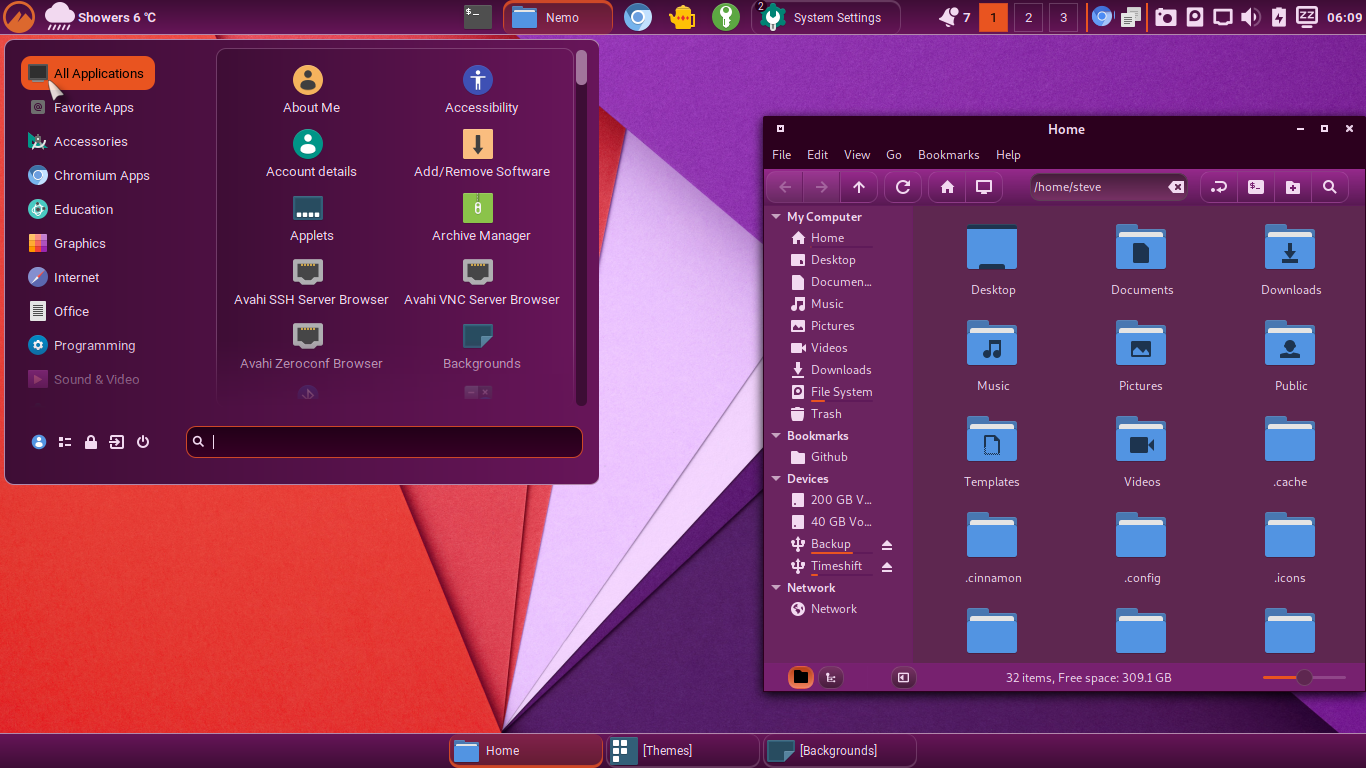 Showers 6 °C
Nemo
2
System Settings
7
1
2
3
ZZ
06:09
All Applications
Favorite Apps
Accessories
Chromium Apps
Education
Graphics
Internet
Office
Programming
Sound & Video
About Me
Accessibility
Account details
Add/Remove Software
Applets
Archive Manager
Avahi SSH Server Browser
Avahi VNC Server Browser
Avahi Zeroconf Browser
Backgrounds
Home
File Edit View Go Bookmarks Help
/home/steve
My Computer
Home
Desktop
Documen...
Music
Pictures
Videos
Downloads
File System
Trash
Bookmarks
Github
Devices
200 GB V...
40 GB Vo...
Backup
Timeshift
Network
Network
Desktop
Documents
Downloads
Music
Pictures
Public
Templates
Videos
.cache
.cinnamon
.config
.icons
32 items, Free space: 309.1 GB
Home
[Themes]
[Backgrounds]